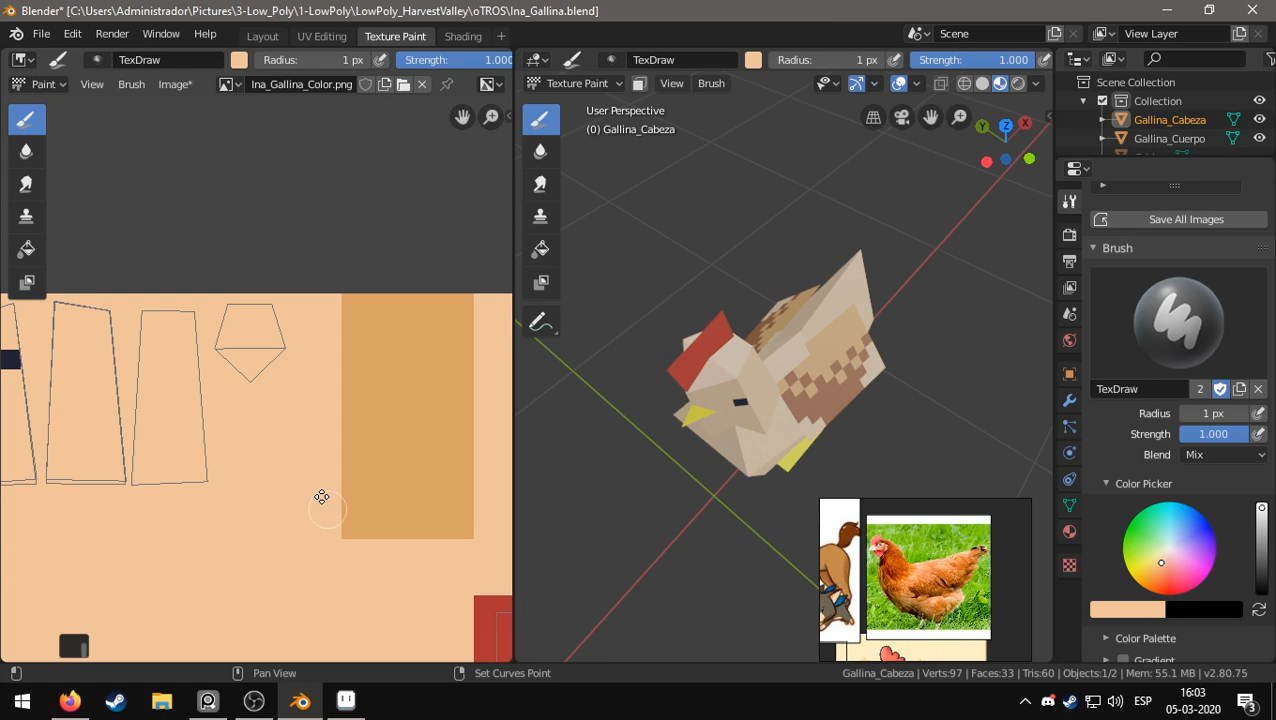 Blender* [C:\Users\Administrador\Pictures\3-Low_Poly\1-LowPoly\LowPoly_HarvestValley\oTROS\Ina_Gallina.blend]
File Edit Render Window Help Layout UV Editing Texture Paint Shading + Scene View Layer
TexDraw Radius: 1 px Strength: 1.000 TexDraw Radius: 1 px Strength: 1.000
Paint View Brush Image* Ina_Gallina_Color.png Texture Paint View Brush
Scene Collection
Collection
Gallina_Cabeza
Gallina_Cuerpo
User Perspective
(0) Gallina_Cabeza
Y Z X
Save All Images
Brush
TexDraw 2
Radius 1 px
Strength 1.000
Blend Mix
Color Picker
Color Palette
Gradient
Pan View Set Curves Point Gallina_Cabeza | Verts:97 | Faces:33 | Tris:60 | Objects:1/2 | Mem: 55.1 MB | v2.80.75
ESP 16:03 05-03-2020 3